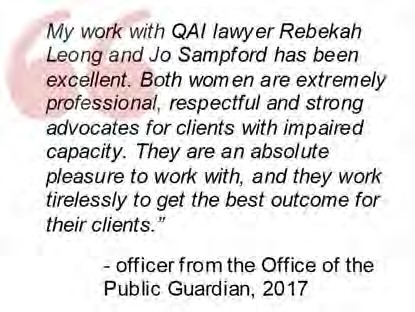 My work with QAI lawyer Rebekah
Leong and Jo Sampford has been
excellent. Both women are extremely
professional, respectful and strong
advocates for clients with impaired
capacity. They are an absolute
pleasure to work with, and they work
tirelessly to get the best outcome for
their clients.”
- officer from the Office of the
Public Guardian, 2017